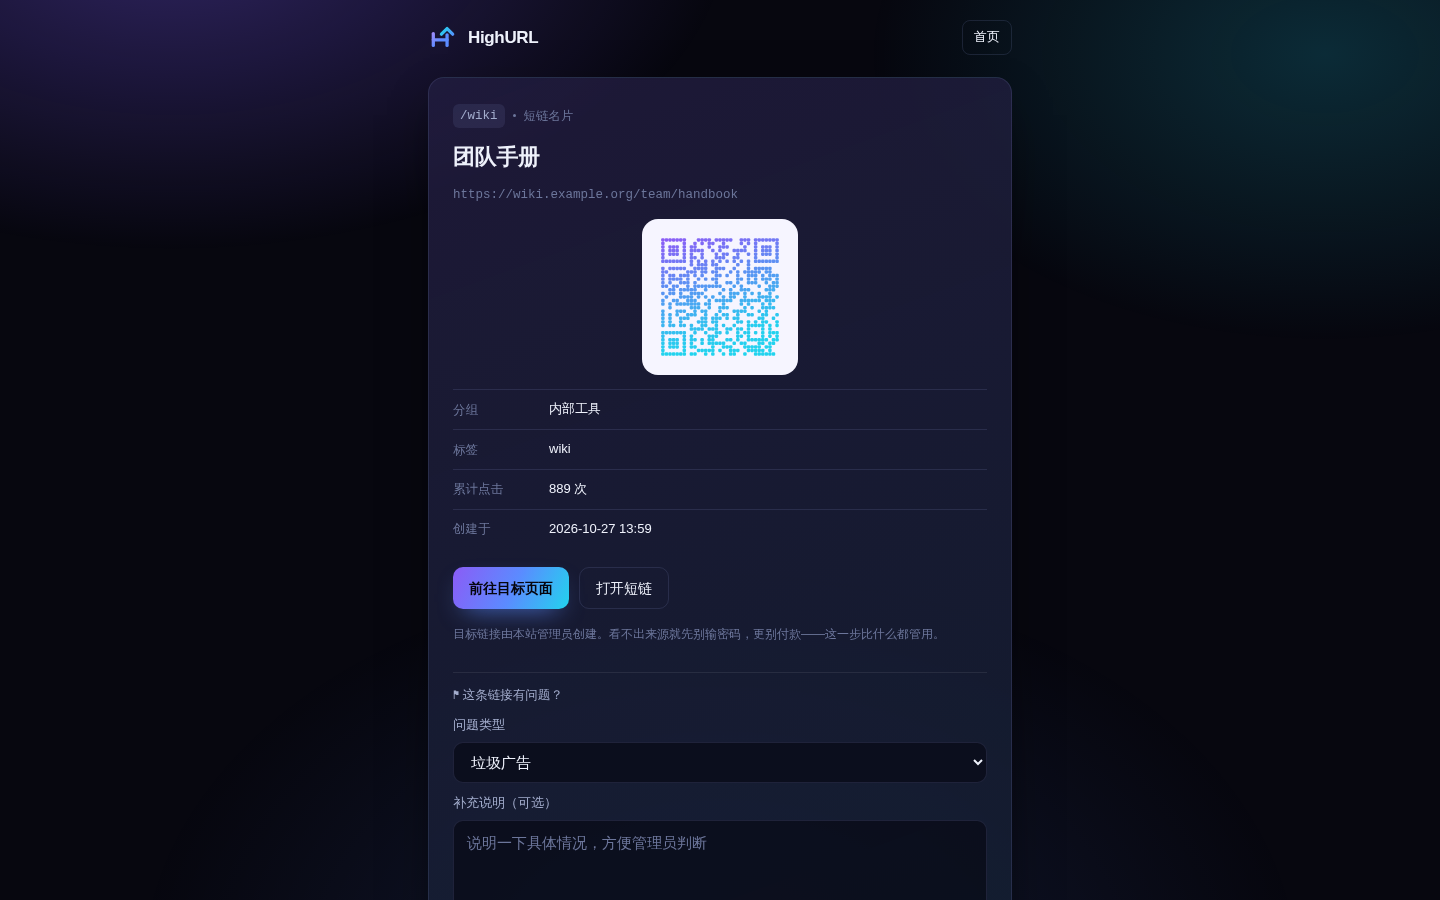 HighURL
首页
/wiki • 短链名片
团队手册
https://wiki.example.org/team/handbook
分组 内部工具
标签 wiki
累计点击 889 次
创建于 2026-10-27 13:59
前往目标页面 打开短链
目标链接由本站管理员创建。看不出来源就先别输密码，更别付款——这一步比什么都管用。
⚑ 这条链接有问题？
问题类型
垃圾广告
补充说明（可选）
说明一下具体情况，方便管理员判断